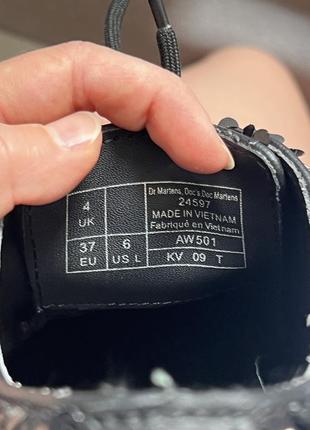 4
UK
37
EU
6
US L
Dr Martens, Doc's, Doc Martens
24597
MADE IN VIETNAM
Fabriqué en Vietnam
AW501
KV 09 T